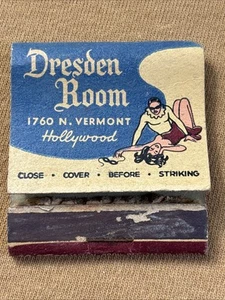 Dresden
Room
1760 N. VERMONT
Hollywood
CLOSE • COVER • BEFORE • STRIKING